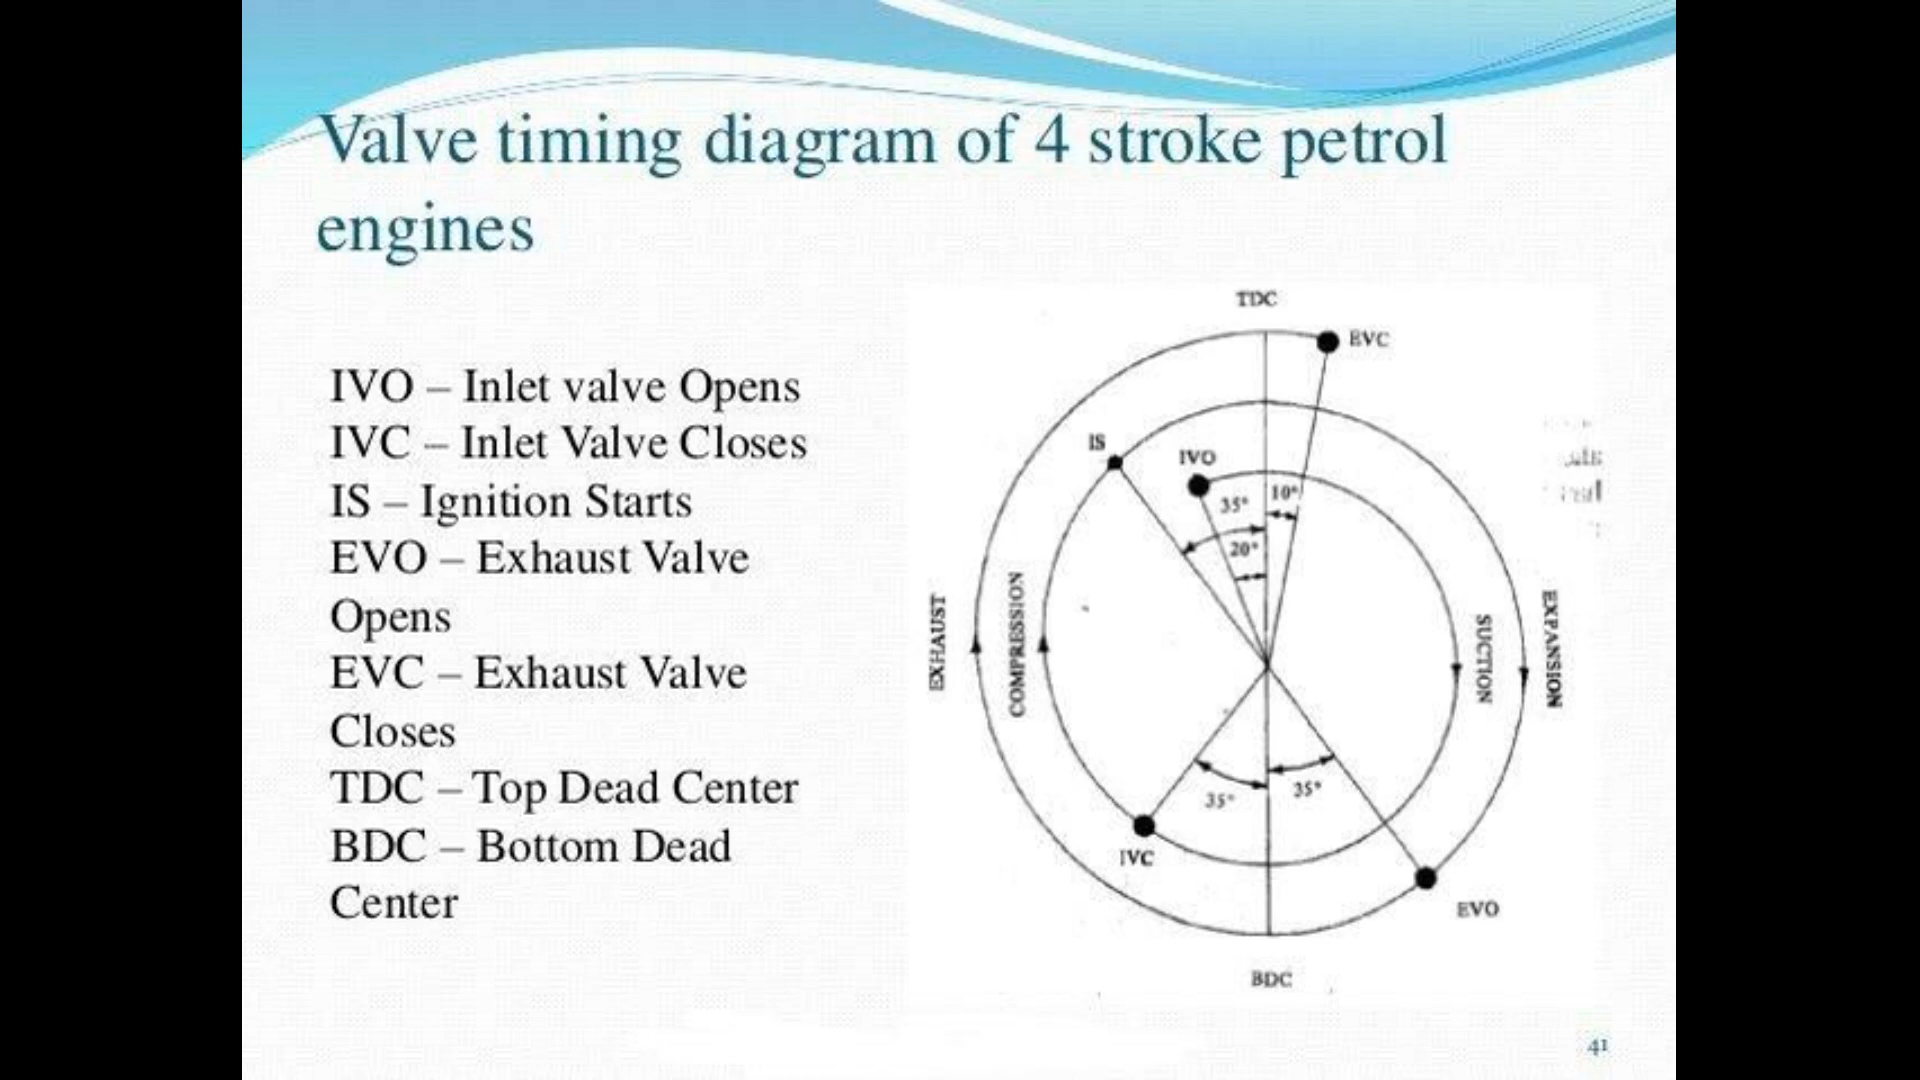 Valve timing diagram of 4 stroke petrol
engines
IVO – Inlet valve Opens
IVC – Inlet Valve Closes
IS – Ignition Starts
EVO – Exhaust Valve
Opens
EVC – Exhaust Valve
Closes
TDC – Top Dead Center
BDC – Bottom Dead
Center
TDC
EVC
IS
IVO
35°
10°
20°
EXHAUST
COMPRESSION
SUCTION
EXPANSION
35°
35°
IVC
EVO
BDC
41